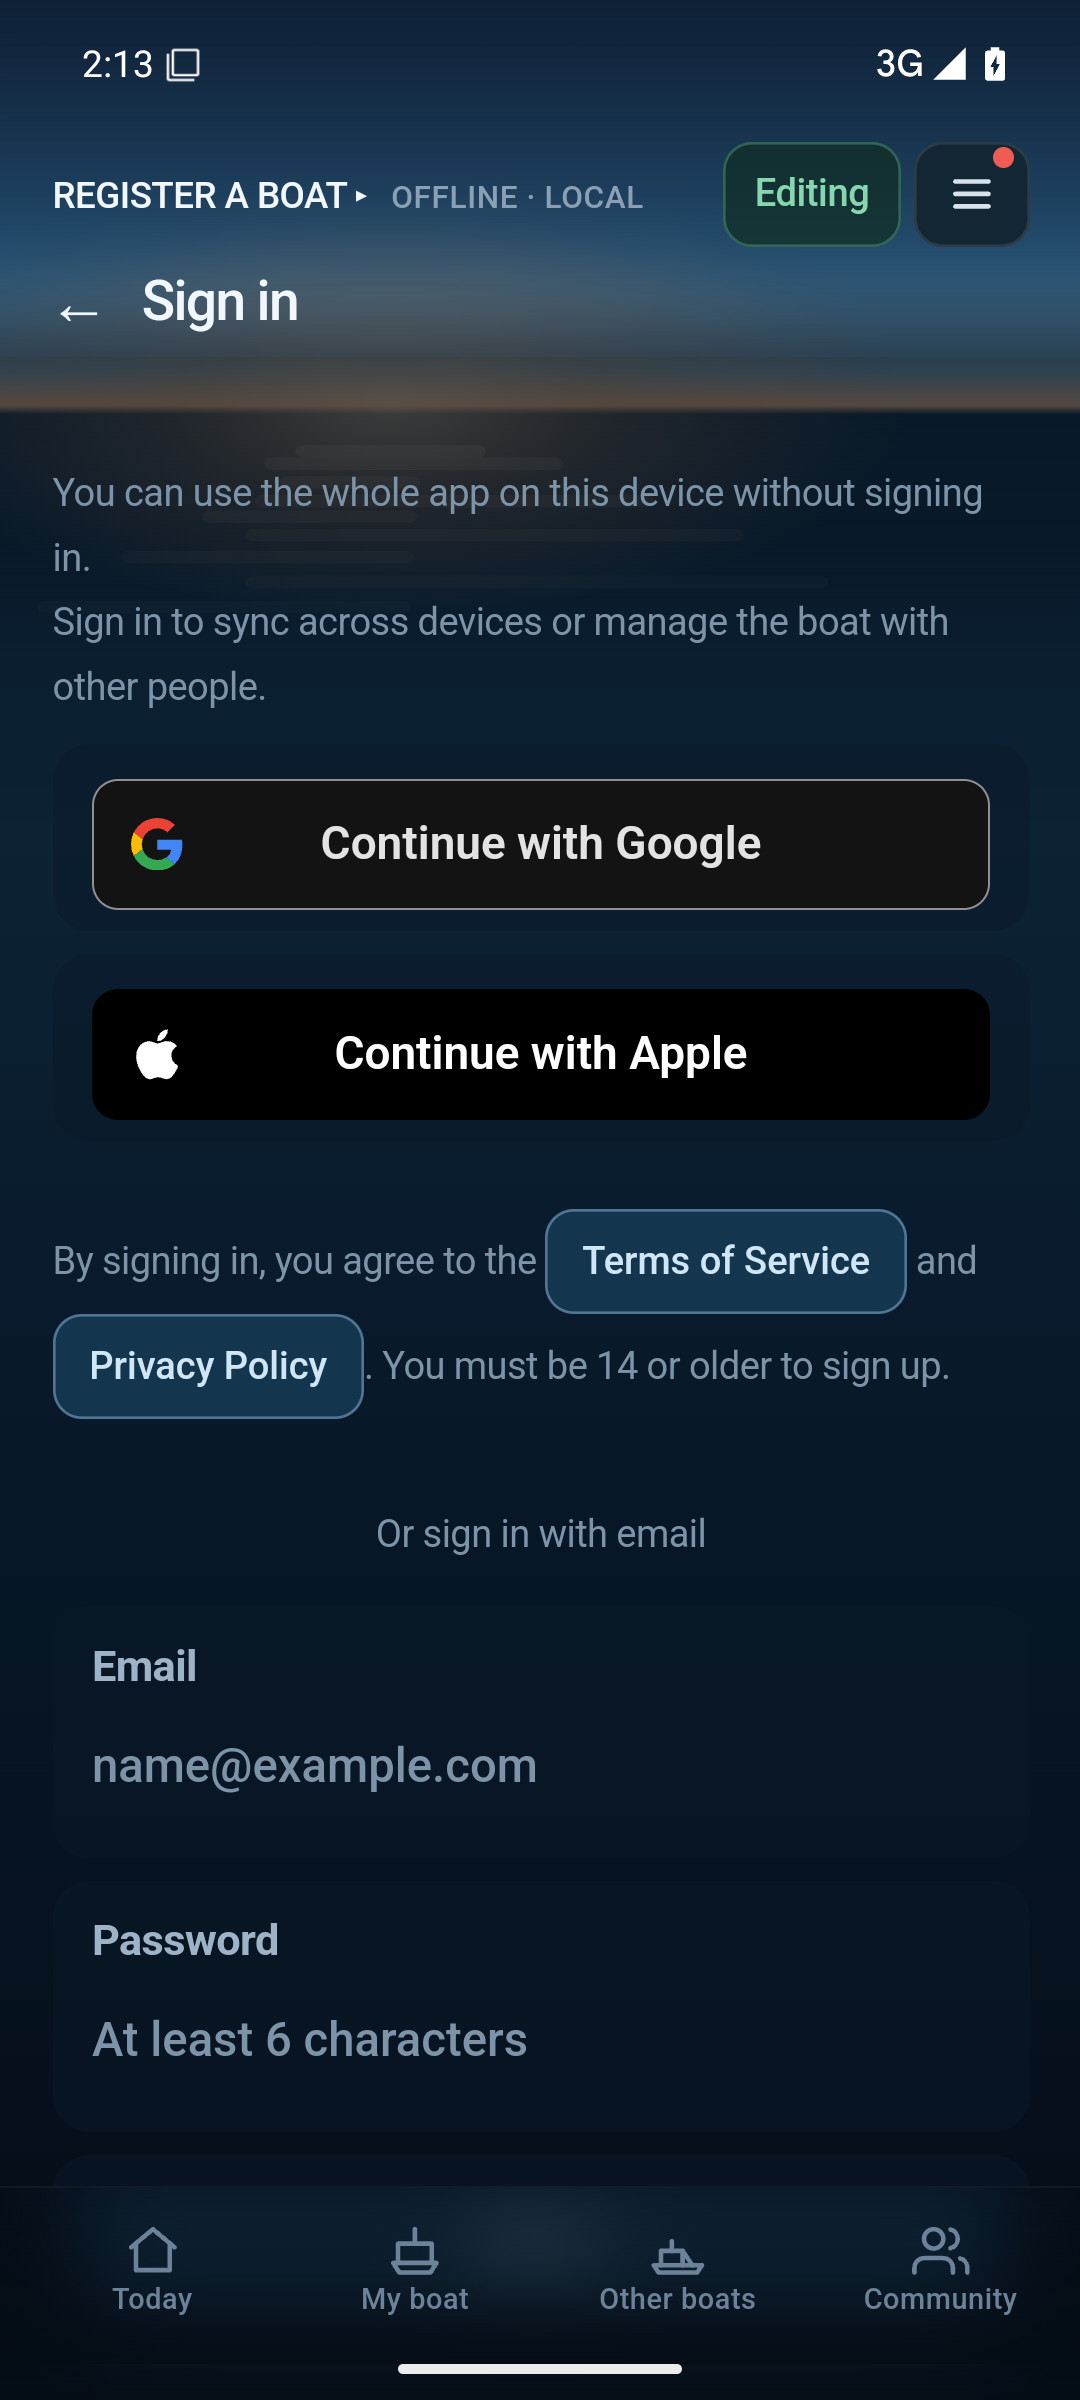 2:13
3G
REGISTER A BOAT ▸ OFFLINE · LOCAL
Editing
← Sign in
You can use the whole app on this device without signing
in.
Sign in to sync across devices or manage the boat with
other people.
Continue with Google
Continue with Apple
By signing in, you agree to the Terms of Service and
Privacy Policy. You must be 14 or older to sign up.
Or sign in with email
Email
name@example.com
Password
At least 6 characters
Today
My boat
Other boats
Community